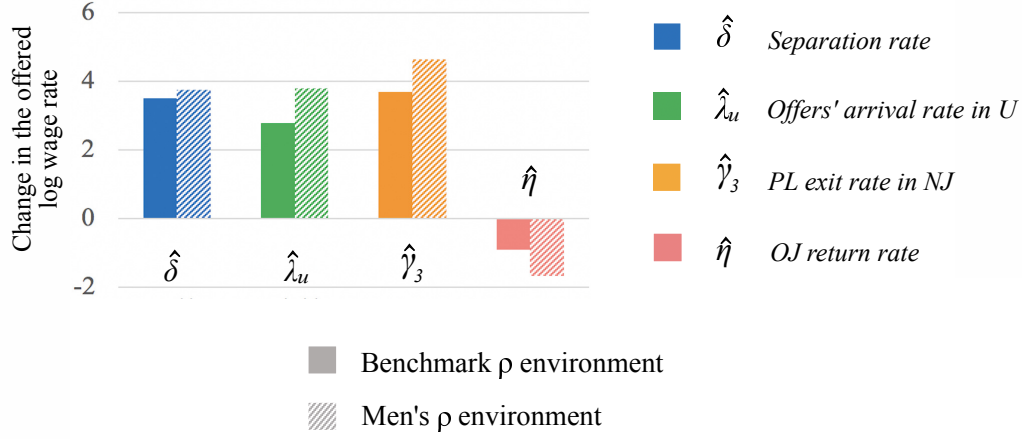 Change in the offered
log wage rate
6
4
2
0
-2
δ̂
λ̂ᵤ
γ̂₃
η̂
δ̂ Separation rate
λ̂ᵤ Offers' arrival rate in U
γ̂₃ PL exit rate in NJ
η̂ OJ return rate
Benchmark ρ environment
Men's ρ environment